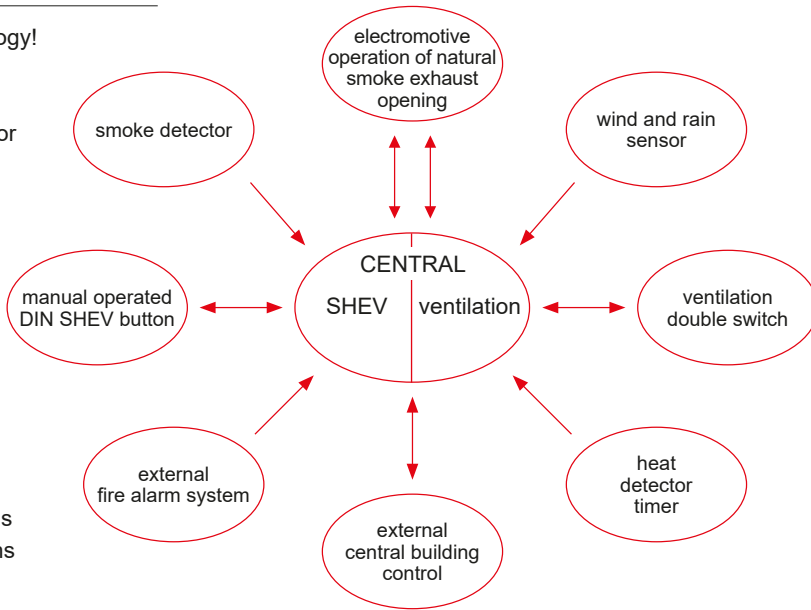 ogy!
or
s
ns
electromotive
operation of natural
smoke exhaust
opening
smoke detector
wind and rain
sensor
CENTRAL
SHEV
ventilation
manual operated
DIN SHEV button
ventilation
double switch
external
fire alarm system
heat
detector
timer
external
central building
control